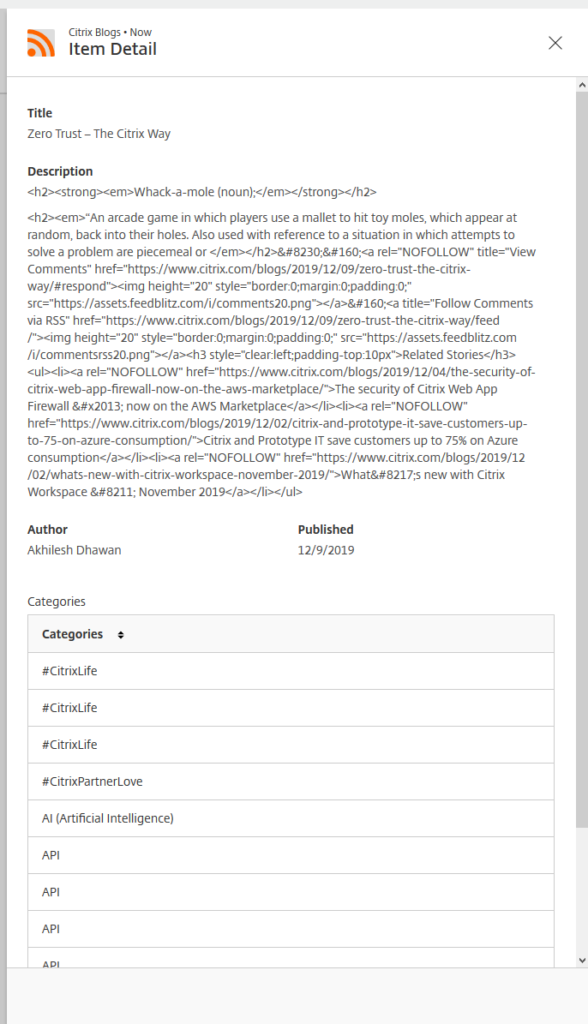 Citrix Blogs • Now
Item Detail
Title
Zero Trust – The Citrix Way
Description
<h2><strong><em>Whack-a-mole (noun);</em></strong></h2>
<h2><em>“An arcade game in which players use a mallet to hit toy moles, which appear at
random, back into their holes. Also used with reference to a situation in which attempts to
solve a problem are piecemeal or </em></h2>&#8230;&#160;<a rel="NOFOLLOW" title="View
Comments" href="https://www.citrix.com/blogs/2019/12/09/zero-trust-the-citrix-
way/#respond"><img height="20" style="border:0;margin:0;padding:0;"
src="https://assets.feedblitz.com/i/comments20.png"></a>&#160;<a title="Follow Comments
via RSS" href="https://www.citrix.com/blogs/2019/12/09/zero-trust-the-citrix-way/feed
/"><img height="20" style="border:0;margin:0;padding:0;" src="https://assets.feedblitz.com
/i/commentsrss20.png"></a><h3 style="clear:left;padding-top:10px">Related Stories</h3>
<ul><li><a rel="NOFOLLOW" href="https://www.citrix.com/blogs/2019/12/04/the-security-of-
citrix-web-app-firewall-now-on-the-aws-marketplace/">The security of Citrix Web App
Firewall &#x2013; now on the AWS Marketplace</a></li><li><a rel="NOFOLLOW"
href="https://www.citrix.com/blogs/2019/12/02/citrix-and-prototype-it-save-customers-up-
to-75-on-azure-consumption/">Citrix and Prototype IT save customers up to 75% on Azure
consumption</a></li><li><a rel="NOFOLLOW" href="https://www.citrix.com/blogs/2019/12
/02/whats-new-with-citrix-workspace-november-2019/">What&#8217;s new with Citrix
Workspace &#8211; November 2019</a></li></ul>
Author
Published
Akhilesh Dhawan
12/9/2019
Categories
Categories
#CitrixLife
#CitrixLife
#CitrixLife
#CitrixPartnerLove
AI (Artificial Intelligence)
API
API
API
API